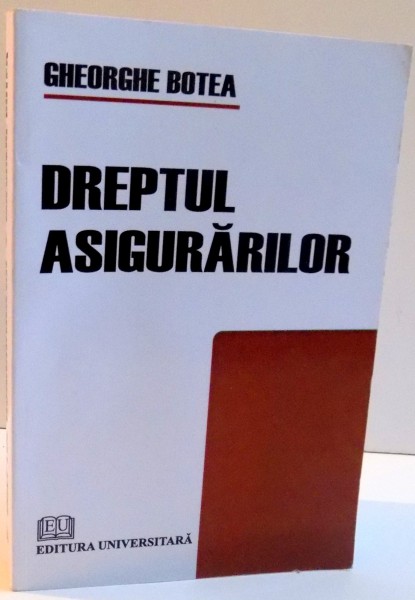 GHEORGHE BOTEA
DREPTUL
ASIGURĂRILOR
EU
EDITURA UNIVERSITARĂ